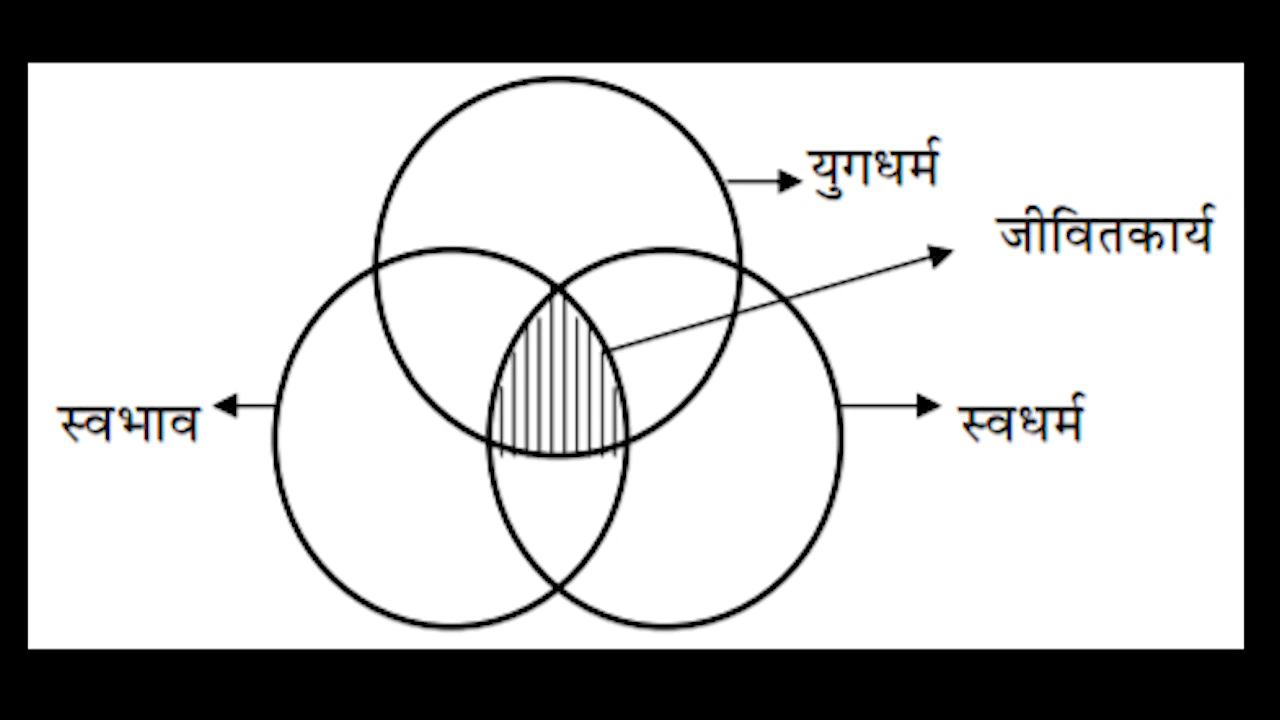 युगधर्म
जीवितकार्य
स्वभाव
स्वधर्म